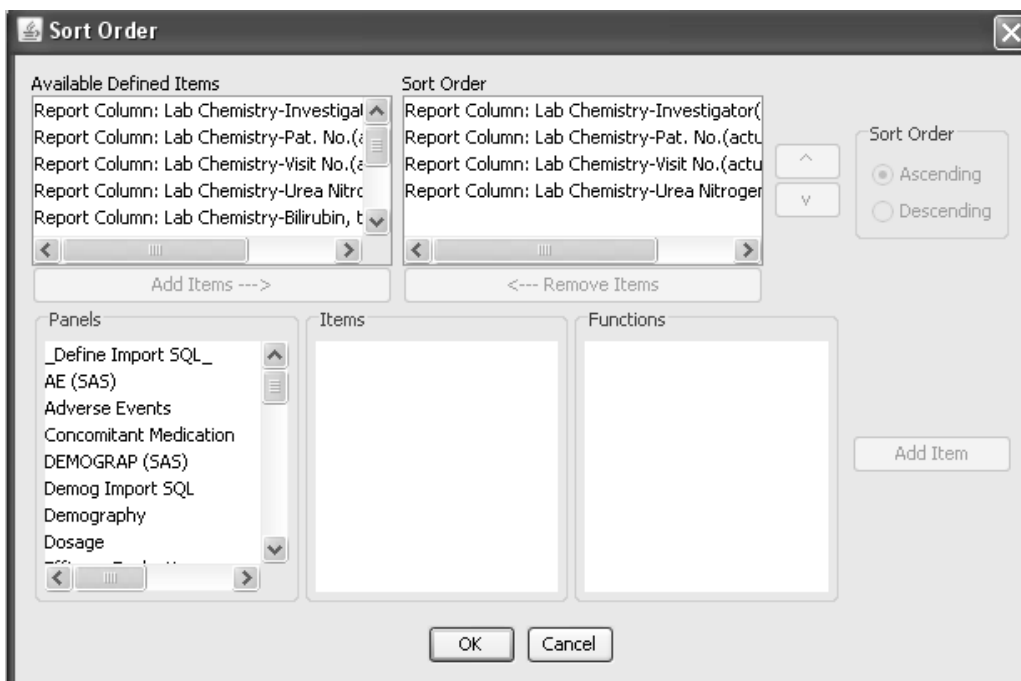 Sort Order
Available Defined Items
Report Column: Lab Chemistry-Investigat
Report Column: Lab Chemistry-Pat. No.(a
Report Column: Lab Chemistry-Visit No.(a
Report Column: Lab Chemistry-Urea Nitro
Report Column: Lab Chemistry-Bilirubin, t
Add Items --->
Sort Order
Report Column: Lab Chemistry-Investigator(
Report Column: Lab Chemistry-Pat. No.(actu
Report Column: Lab Chemistry-Visit No.(actu
Report Column: Lab Chemistry-Urea Nitroger
<--- Remove Items
^
v
Sort Order
Ascending
Descending
Panels
_Define Import SQL_
AE (SAS)
Adverse Events
Concomitant Medication
DEMOGRAP (SAS)
Demog Import SQL
Demography
Dosage
Items
Functions
Add Item
OK
Cancel